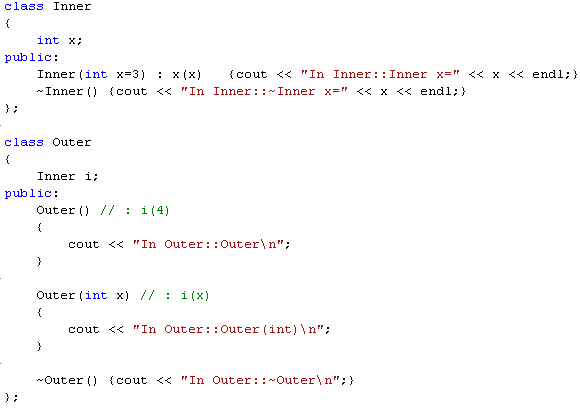 class Inner
{
    int x;
public:
    Inner(int x=3) : x(x)   {cout << "In Inner::Inner x=" << x << endl;}
    ~Inner() {cout << "In Inner::~Inner x=" << x << endl;}
};
class Outer
{
    Inner i;
public:
    Outer() // : i(4)
    {
        cout << "In Outer::Outer\n";
    }
    Outer(int x) // : i(x)
    {
        cout << "In Outer::Outer(int)\n";
    }
    ~Outer() {cout << "In Outer::~Outer\n";}
};